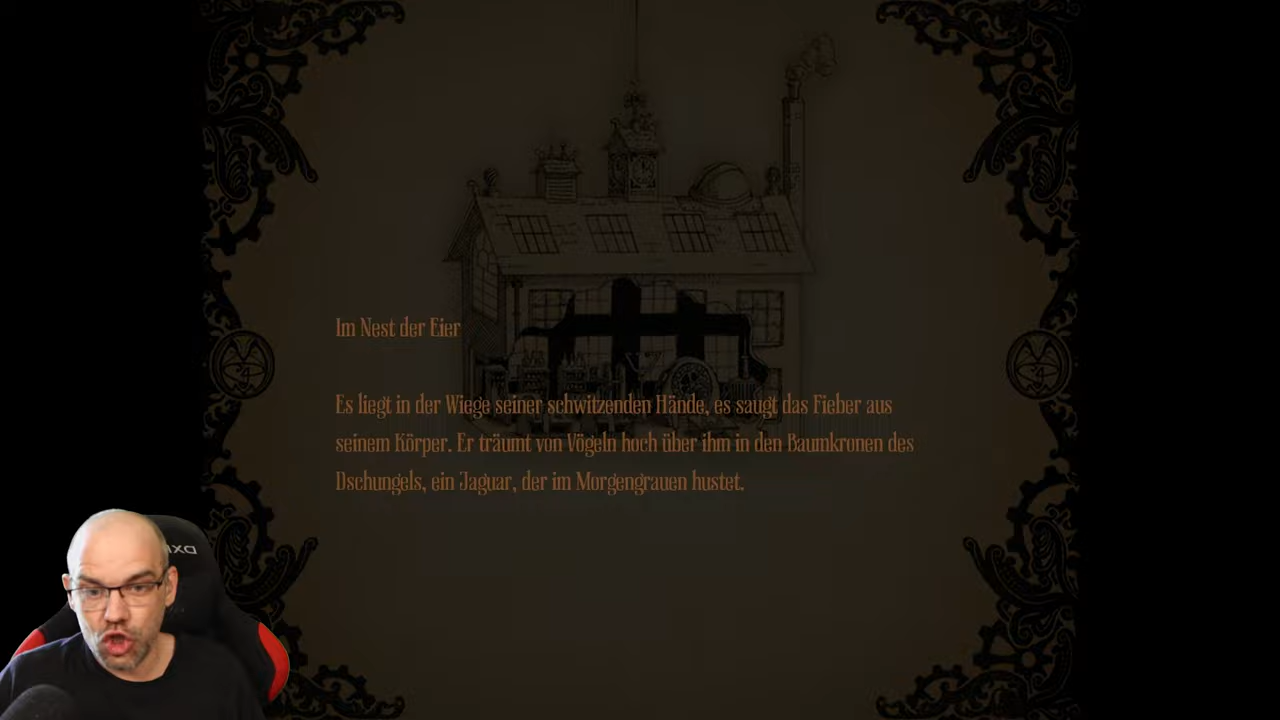 Im Nest der Eier
Es liegt in der Wiege seiner schwitzenden Hände, es saugt das Fieber aus
seinem Körper. Er träumt von Vögeln hoch über ihm in den Baumkronen des
Dschungels, ein Jaguar, der im Morgengrauen hustet.